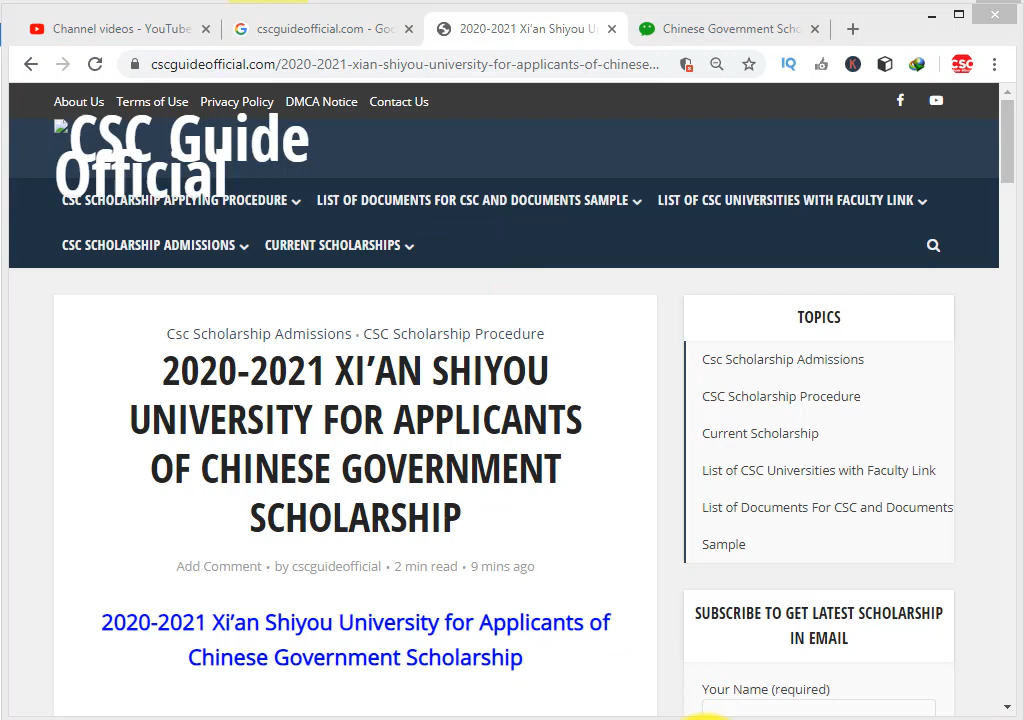 Channel videos - YouTube
cscguideofficial.com - Goo
2020-2021 Xi'an Shiyou U
Chinese Government Scho
cscguideofficial.com/2020-2021-xian-shiyou-university-for-applicants-of-chinese...
IQ
K
CSC
About Us Terms of Use Privacy Policy DMCA Notice Contact Us
CSC Guide
Official
CSC SCHOLARSHIP APPLYING PROCEDURE LIST OF DOCUMENTS FOR CSC AND DOCUMENTS SAMPLE LIST OF CSC UNIVERSITIES WITH FACULTY LINK
CSC SCHOLARSHIP ADMISSIONS CURRENT SCHOLARSHIPS
Csc Scholarship Admissions • CSC Scholarship Procedure
2020-2021 XI’AN SHIYOU
UNIVERSITY FOR APPLICANTS
OF CHINESE GOVERNMENT
SCHOLARSHIP
Add Comment • by cscguideofficial • 2 min read • 9 mins ago
2020-2021 Xi’an Shiyou University for Applicants of
Chinese Government Scholarship
TOPICS
Csc Scholarship Admissions
CSC Scholarship Procedure
Current Scholarship
List of CSC Universities with Faculty Link
List of Documents For CSC and Documents
Sample
SUBSCRIBE TO GET LATEST SCHOLARSHIP
IN EMAIL
Your Name (required)